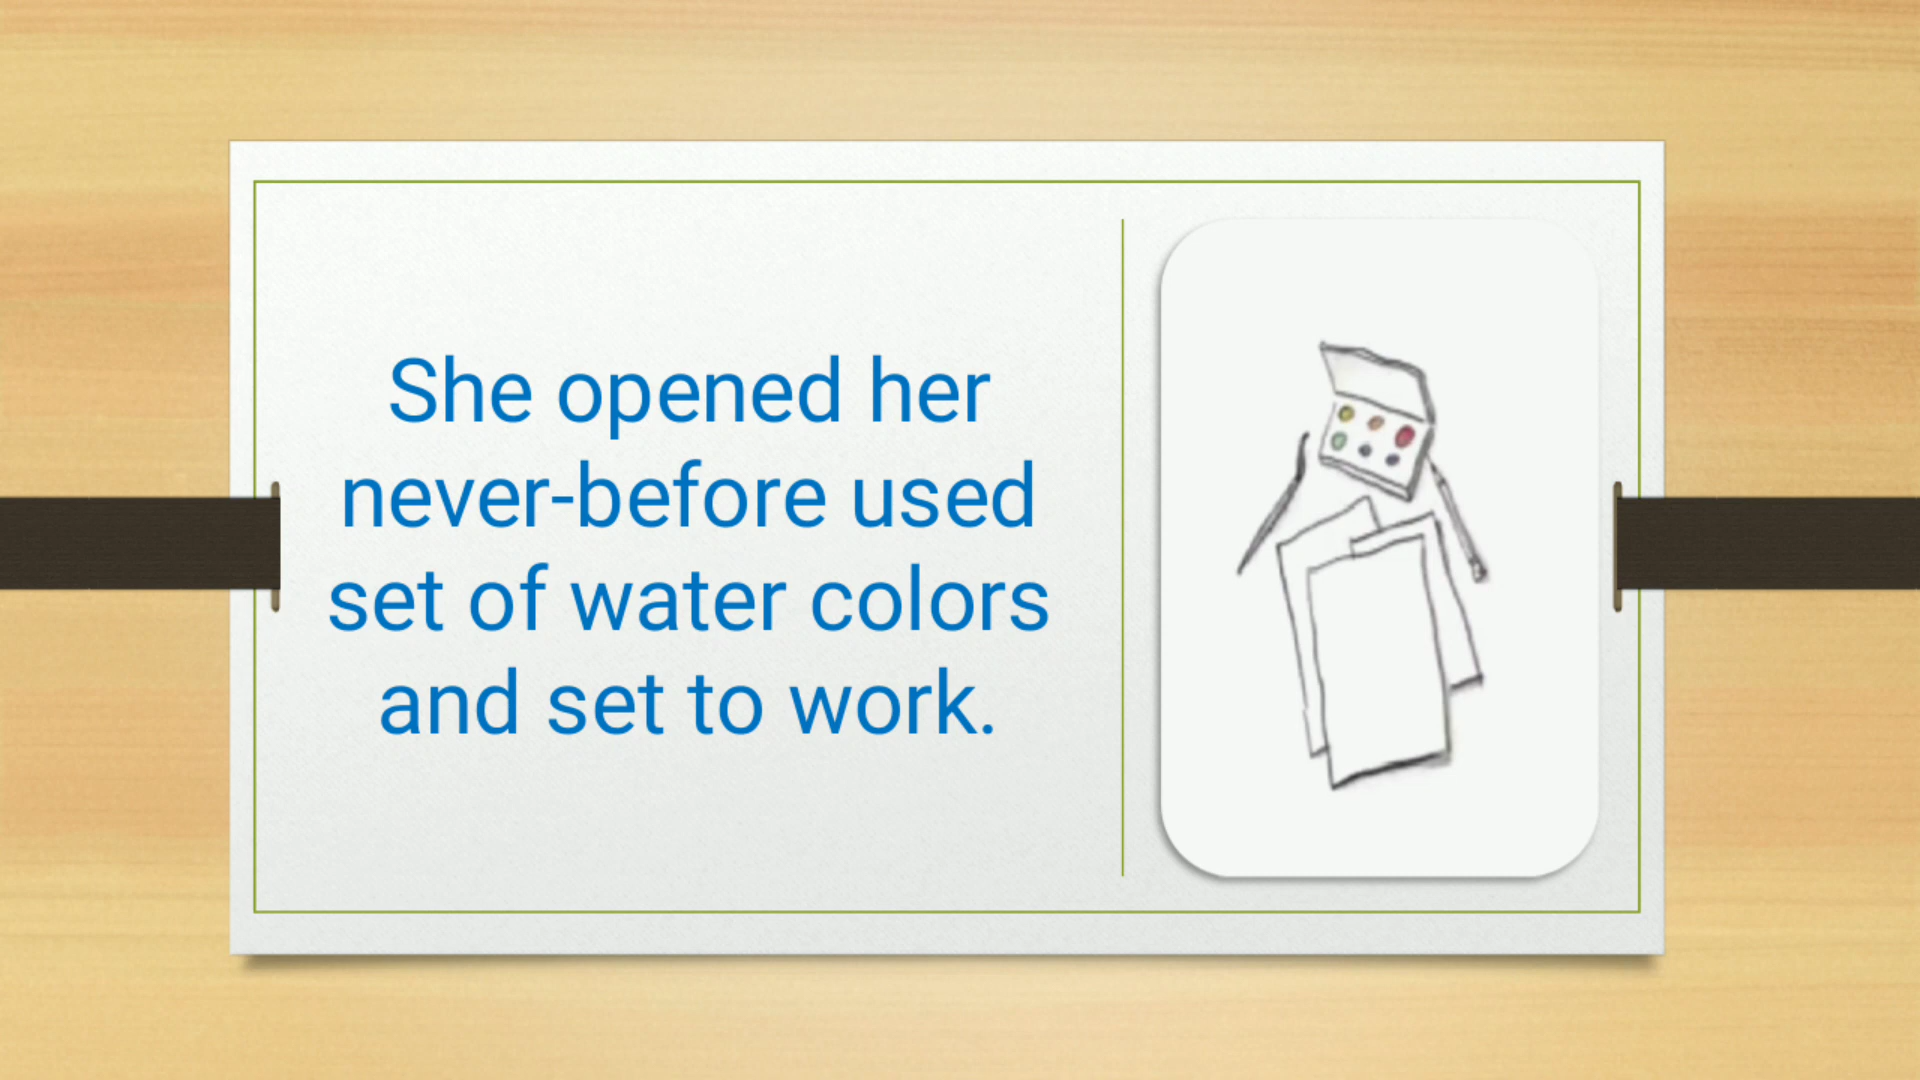 She opened her
never-before used
set of water colors
and set to work.